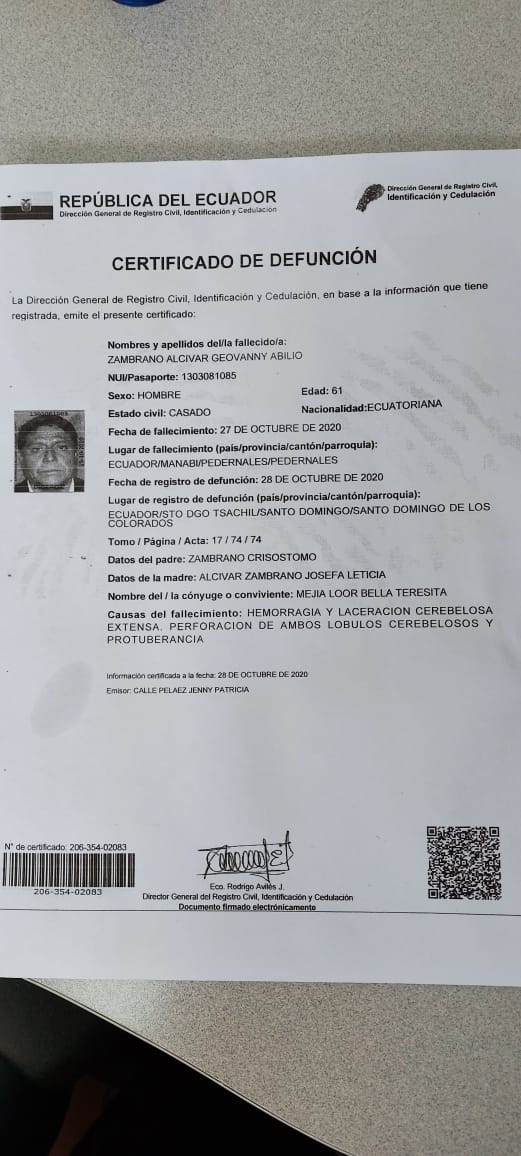 REPÚBLICA DEL ECUADOR
Dirección General de Registro Civil, Identificación y Cedulación
Dirección General de Registro Civil,
Identificación y Cedulación
CERTIFICADO DE DEFUNCIÓN
La Dirección General de Registro Civil, Identificación y Cedulación, en base a la información que tiene
registrada, emite el presente certificado:
Nombres y apellidos del/la fallecido/a:
ZAMBRANO ALCIVAR GEOVANNY ABILIO
NUI/Pasaporte: 1303081085
Sexo: HOMBRE Edad: 61
Estado civil: CASADO Nacionalidad:ECUATORIANA
Fecha de fallecimiento: 27 DE OCTUBRE DE 2020
Lugar de fallecimiento (país/provincia/cantón/parroquia):
ECUADOR/MANABI/PEDERNALES/PEDERNALES
Fecha de registro de defunción: 28 DE OCTUBRE DE 2020
Lugar de registro de defunción (país/provincia/cantón/parroquia):
ECUADOR/STO DGO TSACHIL/SANTO DOMINGO/SANTO DOMINGO DE LOS
COLORADOS
Tomo / Página / Acta: 17 / 74 / 74
Datos del padre: ZAMBRANO CRISOSTOMO
Datos de la madre: ALCIVAR ZAMBRANO JOSEFA LETICIA
Nombre del / la cónyuge o conviviente: MEJIA LOOR BELLA TERESITA
Causas del fallecimiento: HEMORRAGIA Y LACERACION CEREBELOSA
EXTENSA. PERFORACION DE AMBOS LOBULOS CEREBELOSOS Y
PROTUBERANCIA
Información certificada a la fecha: 28 DE OCTUBRE DE 2020
Emisor: CALLE PELAEZ JENNY PATRICIA
N° de certificado: 206-354-02083
206-354-02083
Eco. Rodrigo Avilés J.
Director General del Registro Civil, Identificación y Cedulación
Documento firmado electrónicamente